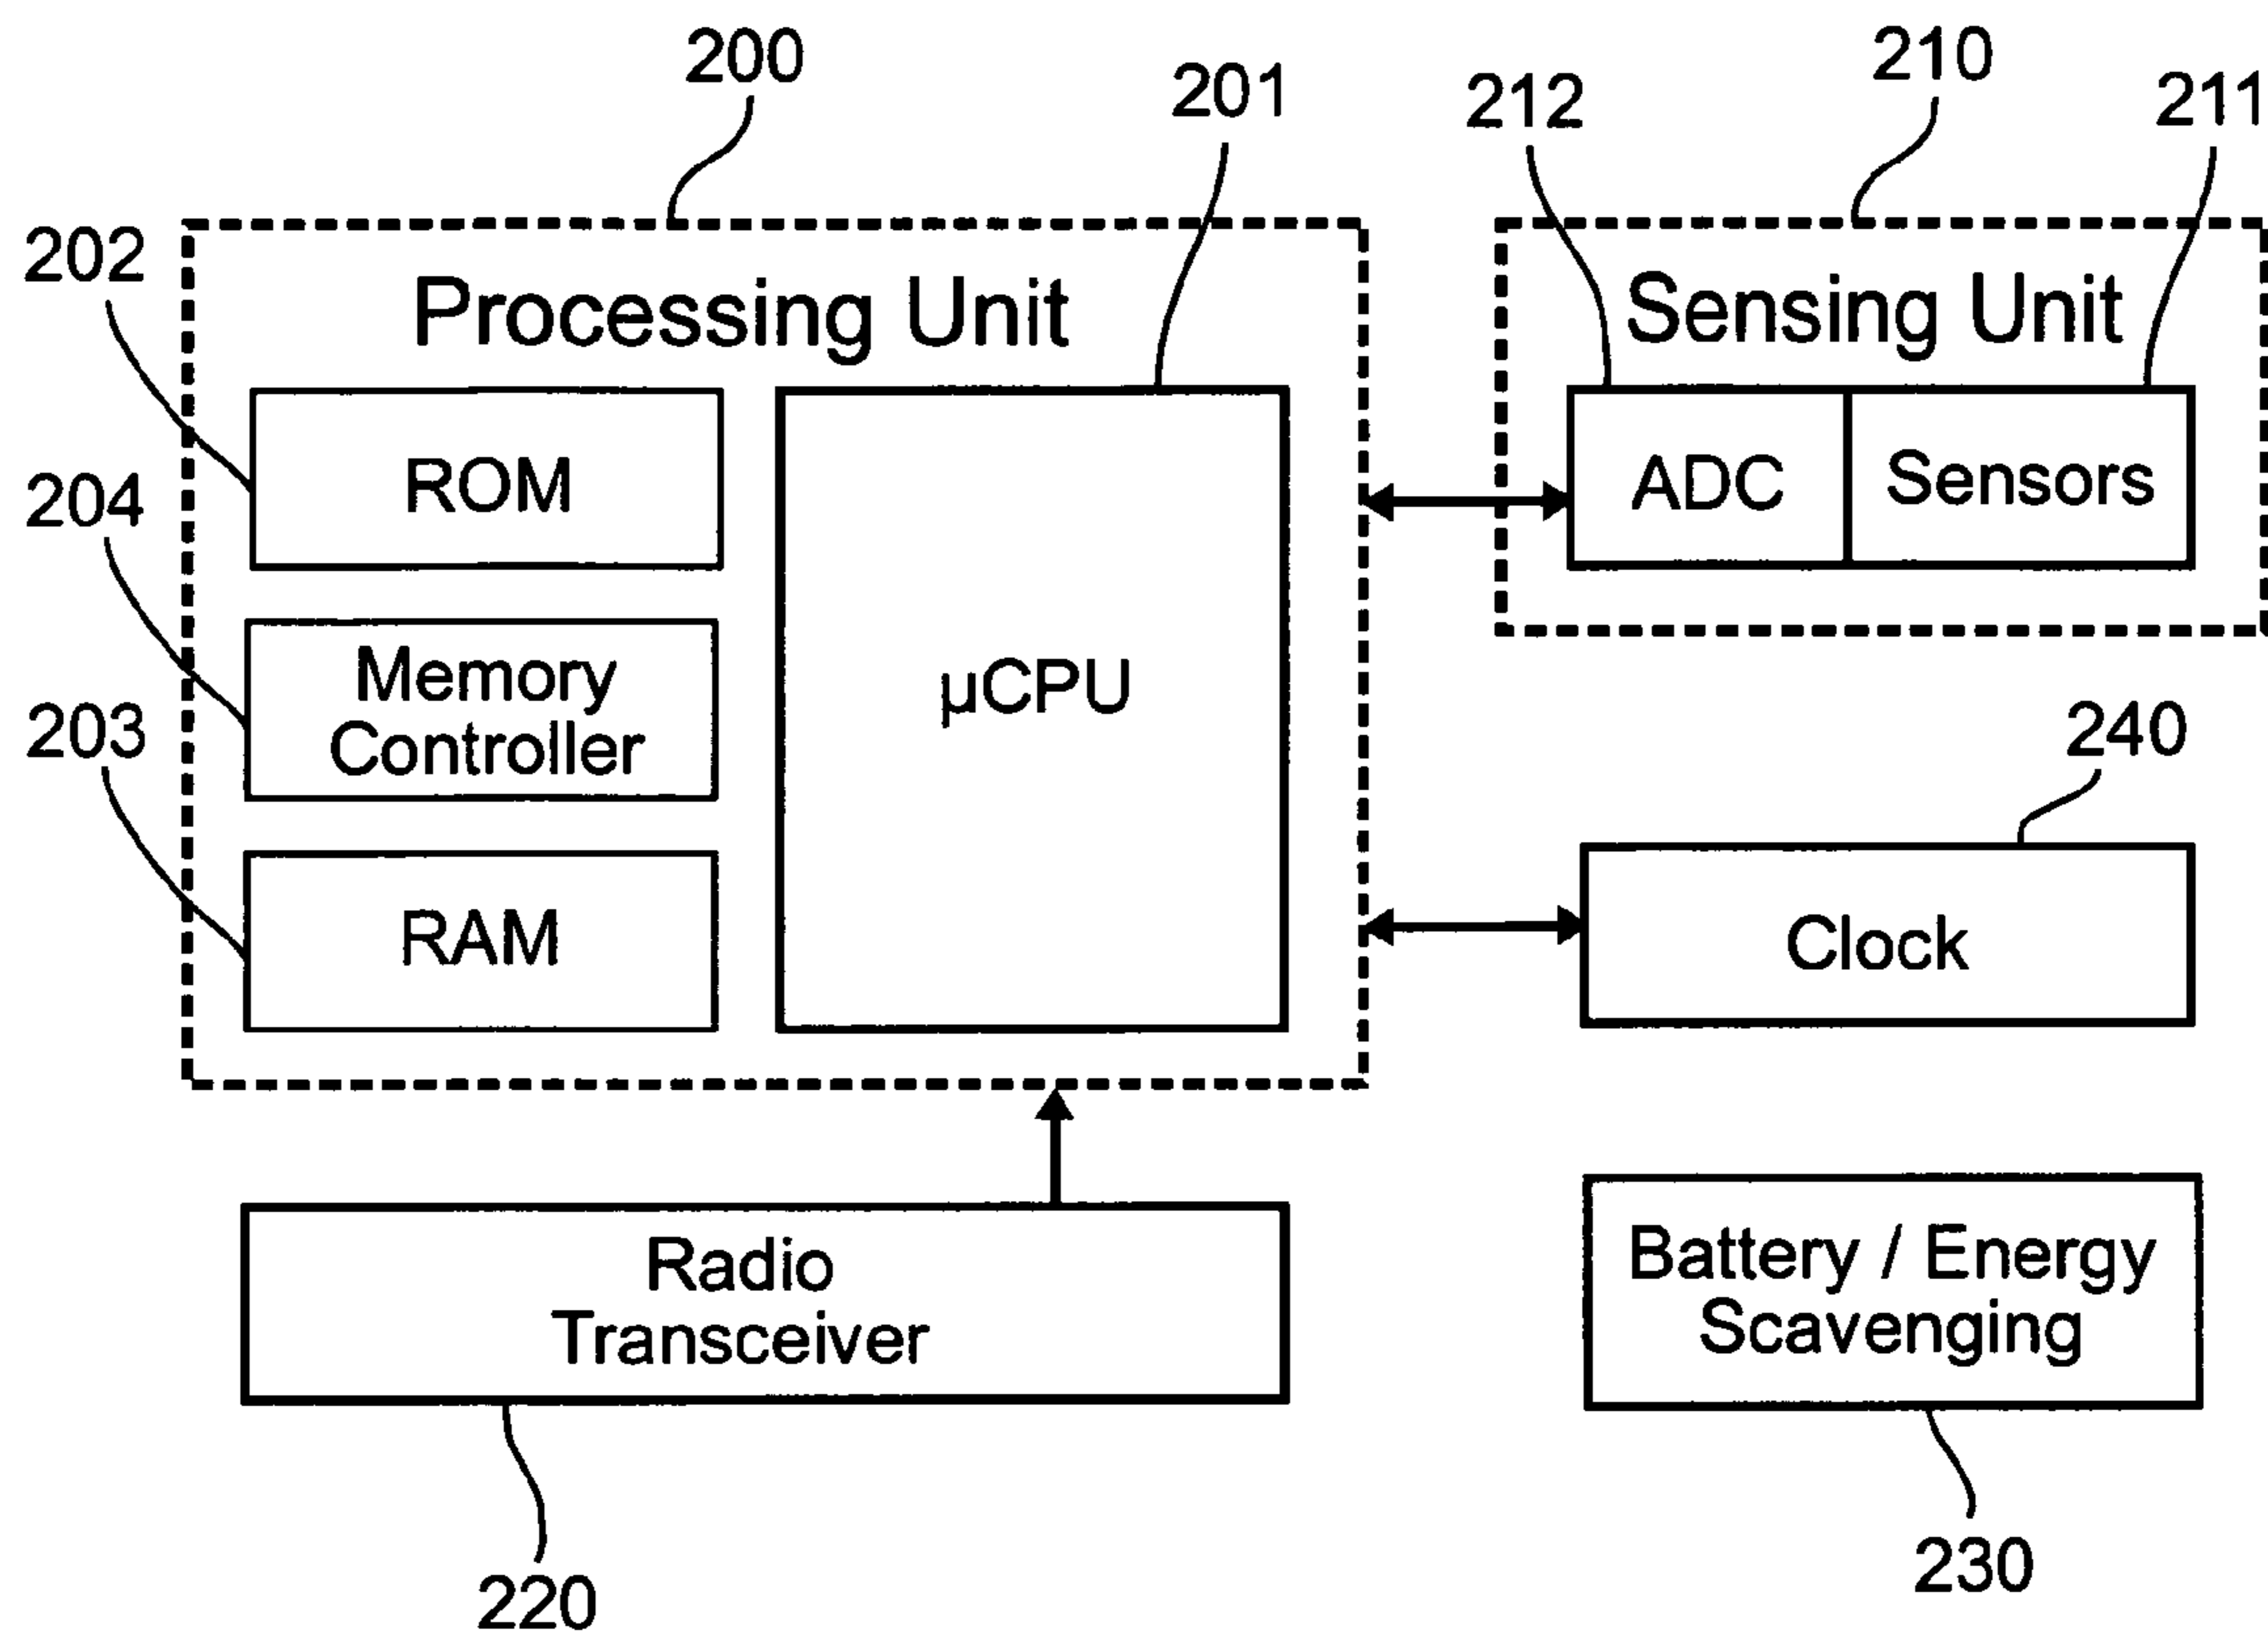 200
201
212
210
211
202
Processing Unit
Sensing Unit
ROM
ADC
Sensors
204
Memory
Controller
µCPU
203
240
RAM
Clock
Radio
Transceiver
Battery / Energy
Scavenging
220
230